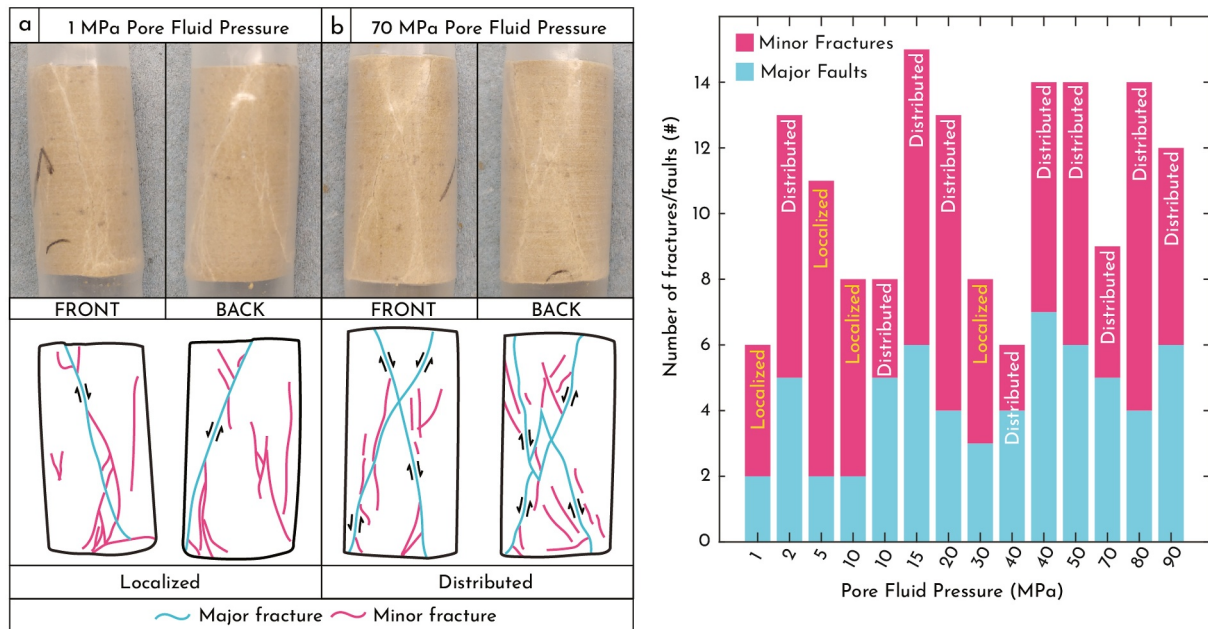 a 1 MPa Pore Fluid Pressure b 70 MPa Pore Fluid Pressure
FRONT BACK FRONT BACK
Localized Distributed
Major fracture Minor fracture
Number of fractures/faults (#)
14
12
10
8
6
4
2
0
Minor Fractures
Major Faults
Localized
Distributed
Localized
Localized
Distributed
Distributed
Distributed
Localized
Distributed
Distributed
Distributed
Distributed
Distributed
Distributed
1 2 5 10 10 15 20 30 40 40 50 70 80 90
Pore Fluid Pressure (MPa)